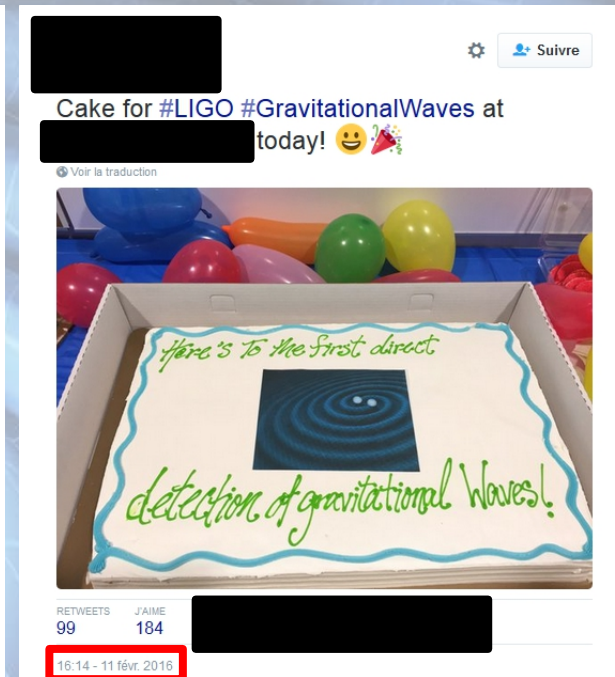 Suivre
Cake for #LIGO #GravitationalWaves at
today!
Voir la traduction
Here's To the first direct
detection of gravitational Waves!
RETWEETS J'AIME
99 184
16:14 - 11 févr. 2016